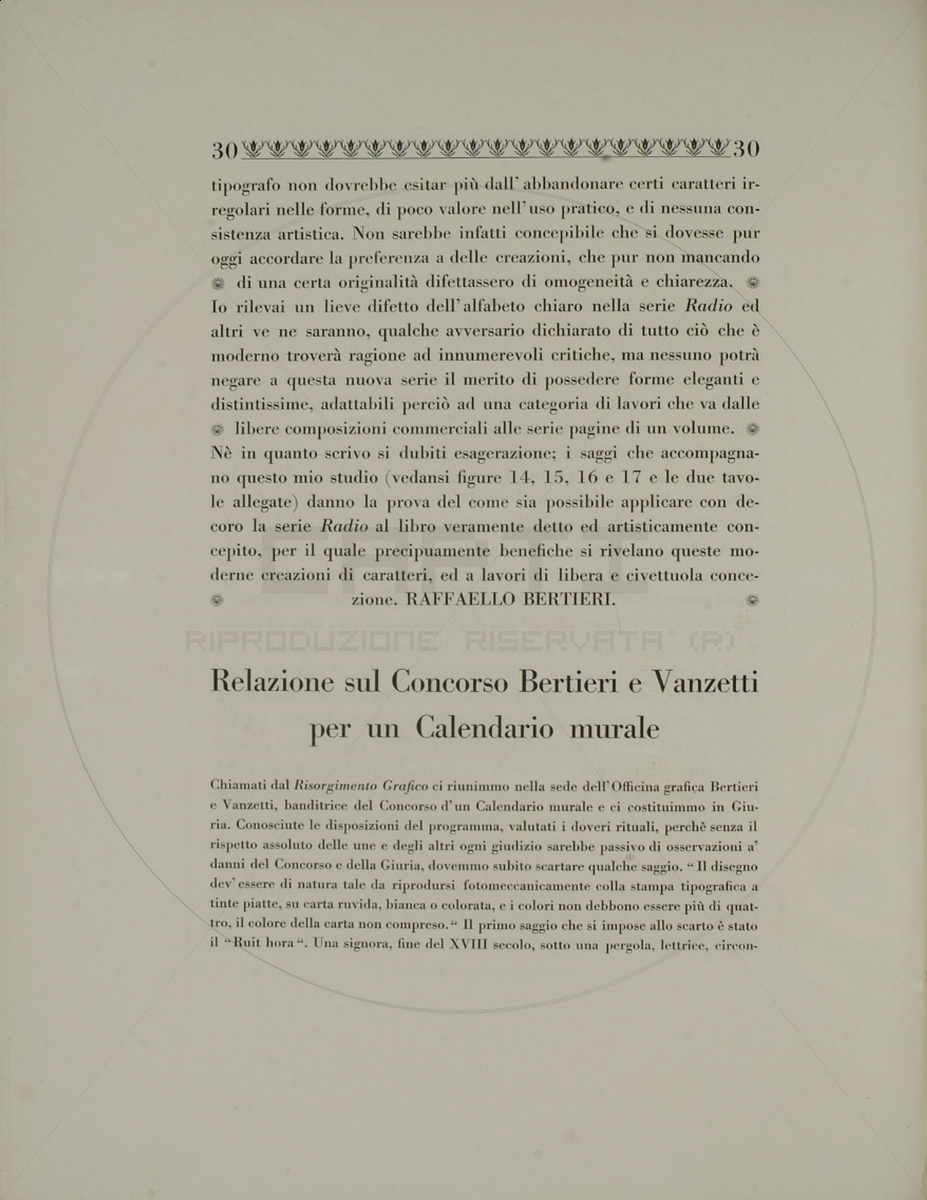 30 30
tipografo non dovrebbe esitar più dall' abbandonare certi caratteri ir-
regolari nelle forme, di poco valore nell'uso pratico, e di nessuna con-
sistenza artistica. Non sarebbe infatti concepibile che si dovesse pur
oggi accordare la preferenza a delle creazioni, che pur non mancando
di una certa originalità difettassero di omogeneità e chiarezza.
Io rilevai un lieve difetto dell'alfabeto chiaro nella serie Radio ed
altri ve ne saranno, qualche avversario dichiarato di tutto ciò che è
moderno troverà ragione ad innumerevoli critiche, ma nessuno potrà
negare a questa nuova serie il merito di possedere forme eleganti e
distintissime, adattabili perciò ad una categoria di lavori che va dalle
libere composizioni commerciali alle serie pagine di un volume.
Nè in quanto scrivo si dubiti esagerazione; i saggi che accompagna-
no questo mio studio (vedansi figure 14, 15, 16 e 17 e le due tavo-
le allegate) danno la prova del come sia possibile applicare con de-
coro la serie Radio al libro veramente detto ed artisticamente con-
cepito, per il quale precipuamente benefiche si rivelano queste mo-
derne creazioni di caratteri, ed a lavori di libera e civettuola conce-
zione. RAFFAELLO BERTIERI.
RIPRODUZIONE RISERVATA (R)
Relazione sul Concorso Bertieri e Vanzetti
per un Calendario murale
Chiamati dal Risorgimento Grafico ci riunimmo nella sede dell'Officina grafica Bertieri
e Vanzetti, banditrice del Concorso d'un Calendario murale e ci costituimmo in Giu-
ria. Conosciute le disposizioni del programma, valutati i doveri rituali, perchè senza il
rispetto assoluto delle une e degli altri ogni giudizio sarebbe passivo di osservazioni a'
danni del Concorso e della Giuria, dovemmo subito scartare qualche saggio. “ Il disegno
dev' essere di natura tale da riprodursi fotomeccanicamente colla stampa tipografica a
tinte piatte, su carta ruvida, bianca o colorata, e i colori non debbono essere più di quat-
tro, il colore della carta non compreso.“ Il primo saggio che si impose allo scarto è stato
il “Ruit hora“. Una signora, fine del XVIII secolo, sotto una pergola, lettrice, circon-